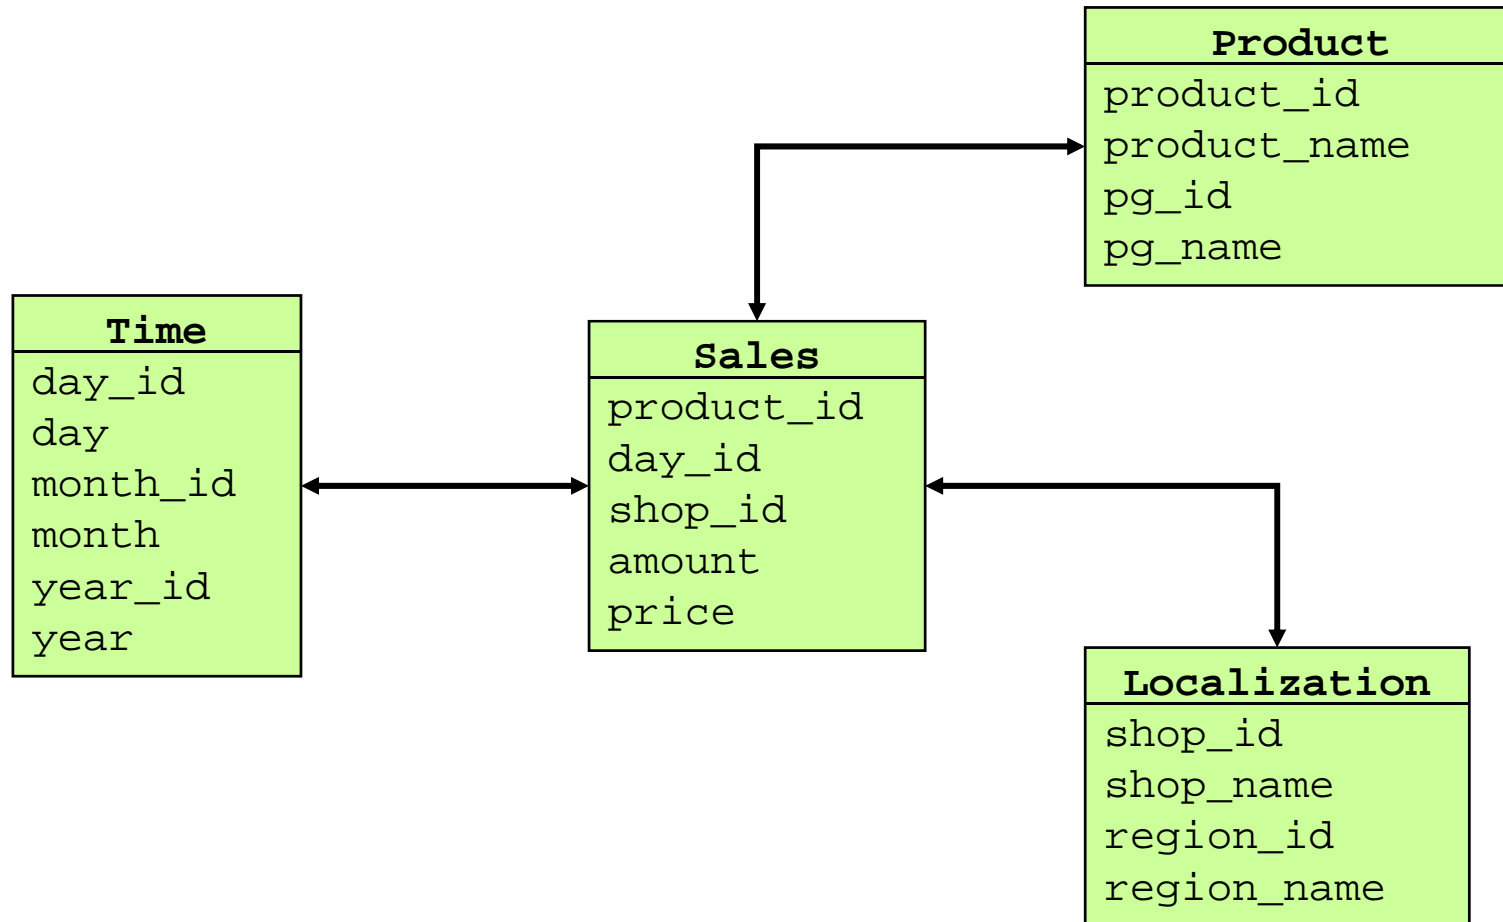 Product
product_id
product_name
pg_id
pg_name
Time
day_id
day
month_id
month
year_id
year
Sales
product_id
day_id
shop_id
amount
price
Localization
shop_id
shop_name
region_id
region_name